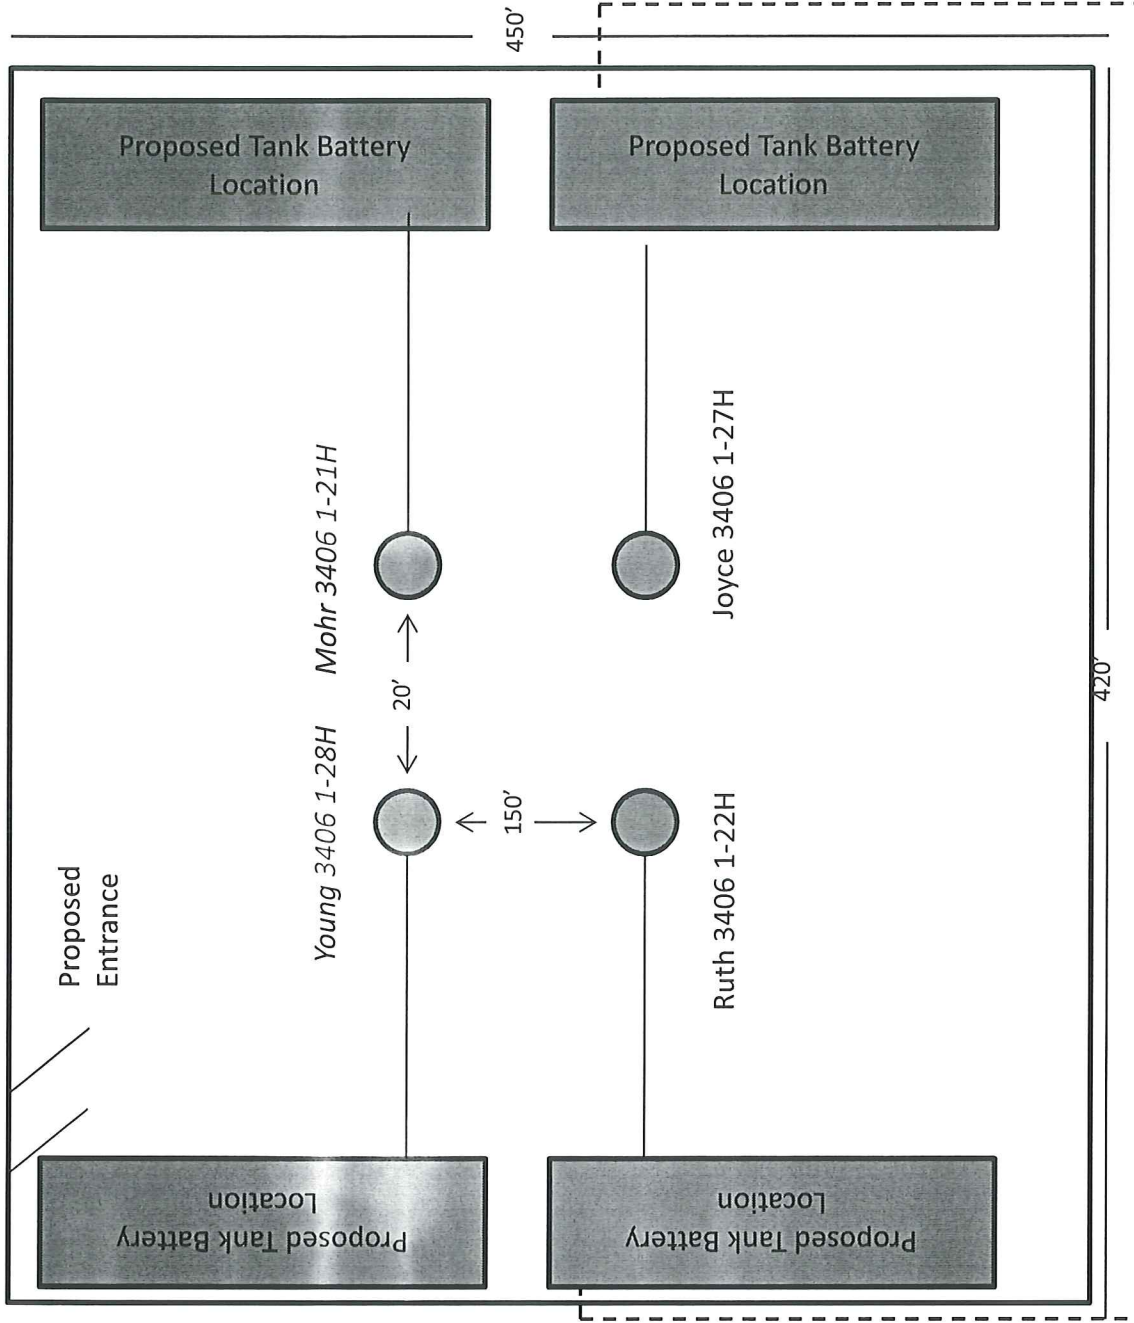 450'
Proposed Tank Battery
Location
Proposed Tank Battery
Location
Mohr 3406 1-21H
Joyce 3406 1-27H
20'
420'
Young 3406 1-28H
150'
Ruth 3406 1-22H
Proposed
Entrance
Proposed Tank Battery
Location
Proposed Tank Battery
Location